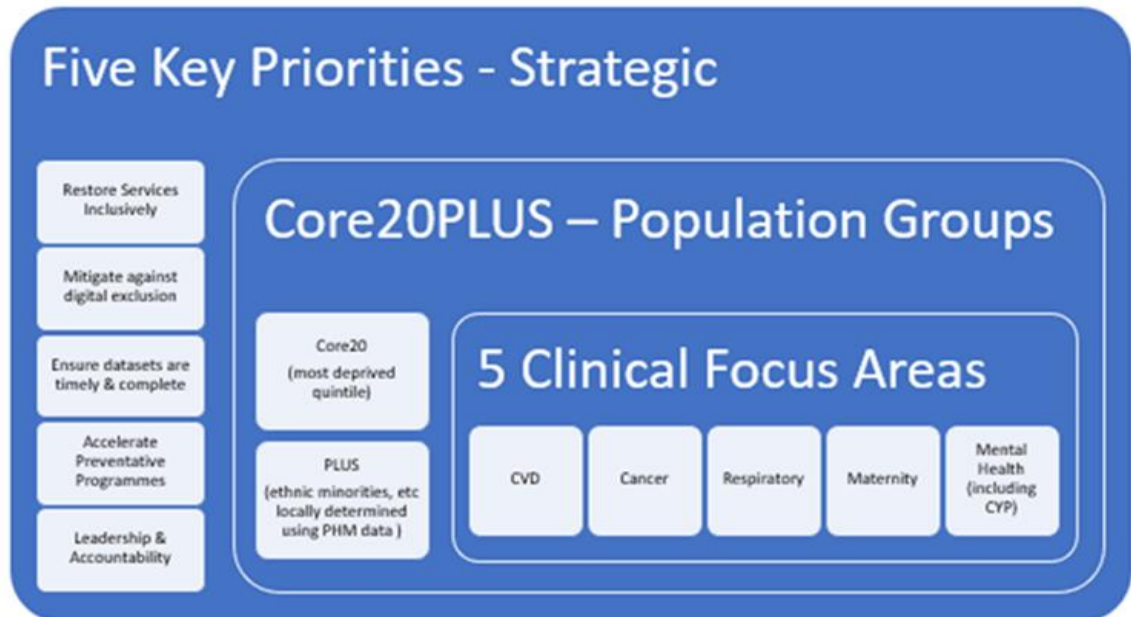 Five Key Priorities - Strategic
Restore Services
Inclusively
Mitigate against
digital exclusion
Ensure datasets are
timely & complete
Accelerate
Preventative
Programmes
Leadership &
Accountability
Core20PLUS – Population Groups
Core20
(most deprived
quintile)
PLUS
(ethnic minorities, etc
locally determined
using PHM data )
5 Clinical Focus Areas
CVD
Cancer
Respiratory
Maternity
Mental
Health
(including
CYP)